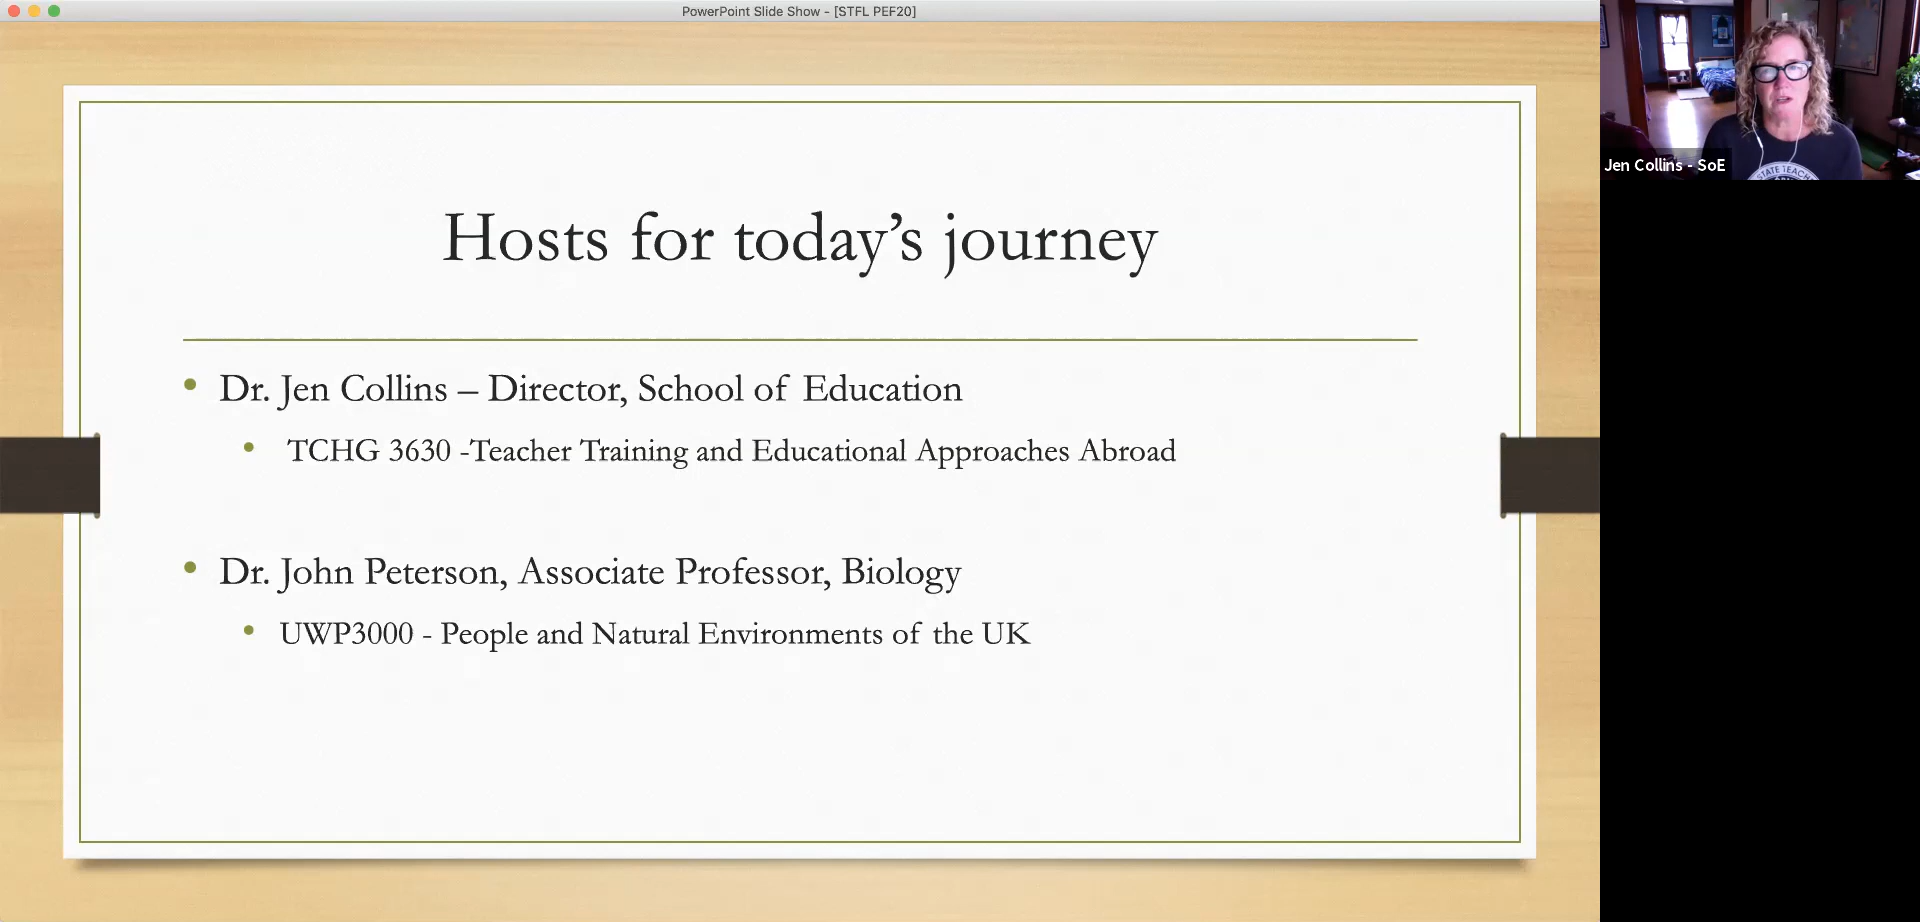 PowerPoint Slide Show - [STFL PEF20]
Hosts for today’s journey
Dr. Jen Collins – Director, School of Education
TCHG 3630 -Teacher Training and Educational Approaches Abroad
Dr. John Peterson, Associate Professor, Biology
UWP3000 - People and Natural Environments of the UK
Jen Collins - SoE
STATE TEACH